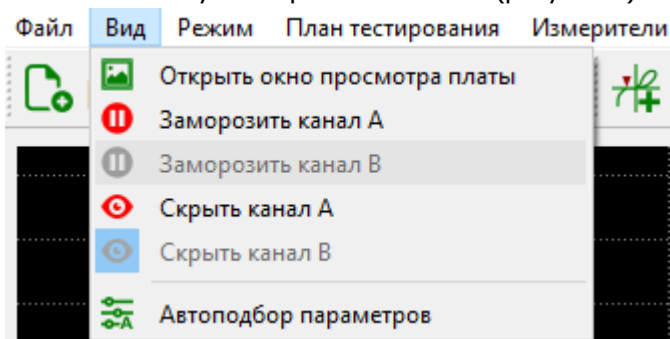 Файл Вид Режим План тестирования Измерители
Открыть окно просмотра платы
Заморозить канал A
Заморозить канал B
Скрыть канал A
Скрыть канал B
Автоподбор параметров